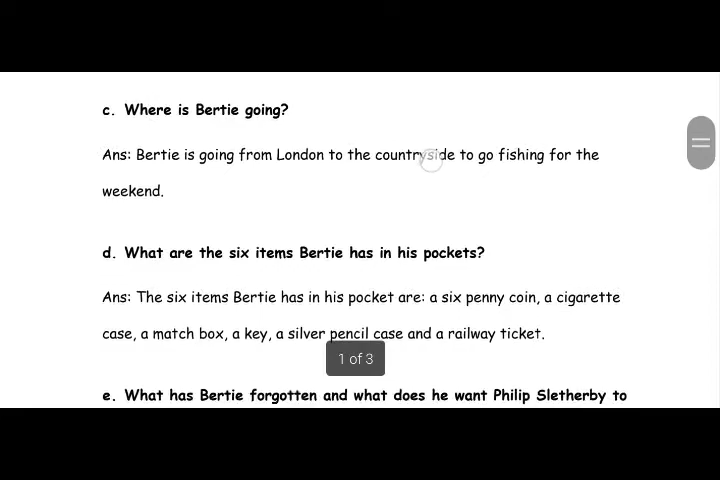 c. Where is Bertie going?
Ans: Bertie is going from London to the countryside to go fishing for the
weekend.
d. What are the six items Bertie has in his pockets?
Ans: The six items Bertie has in his pocket are: a six penny coin, a cigarette
case, a match box, a key, a silver pencil case and a railway ticket.
1 of 3
e. What has Bertie forgotten and what does he want Philip Sletherby to